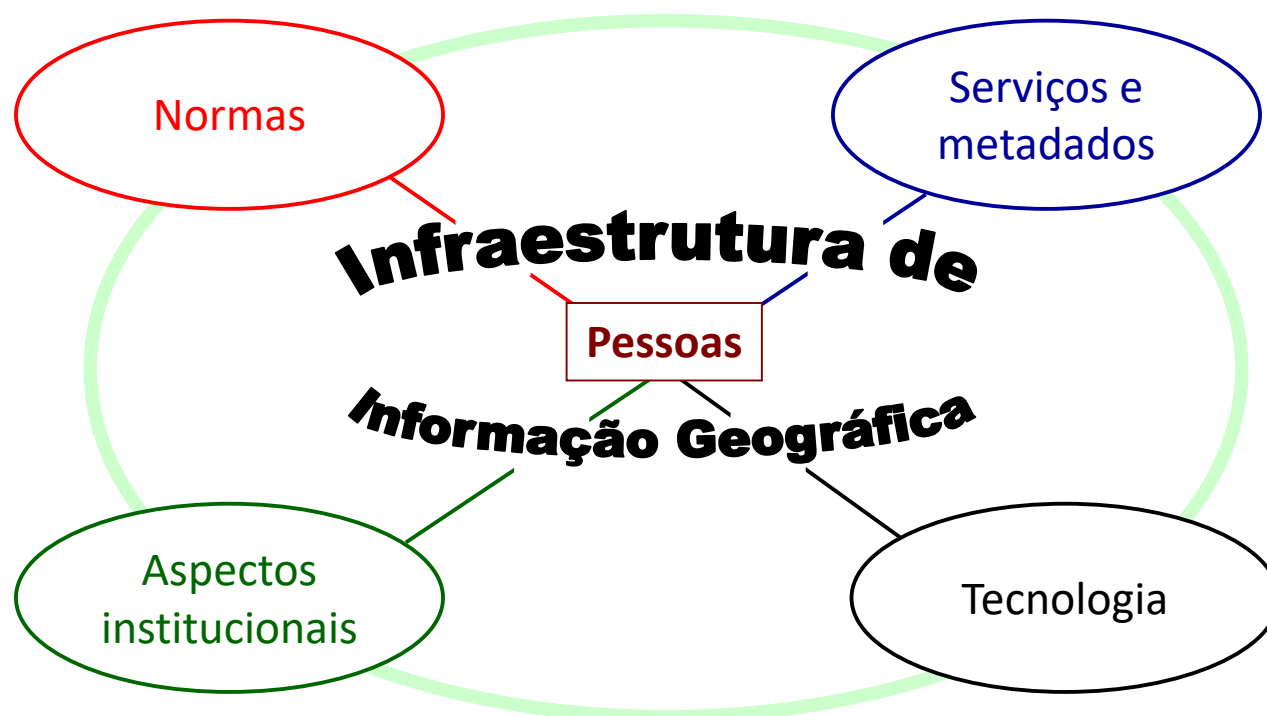 Normas
Serviços e
metadados
Infraestrutura de
Pessoas
Informação Geográfica
Aspectos
institucionais
Tecnologia